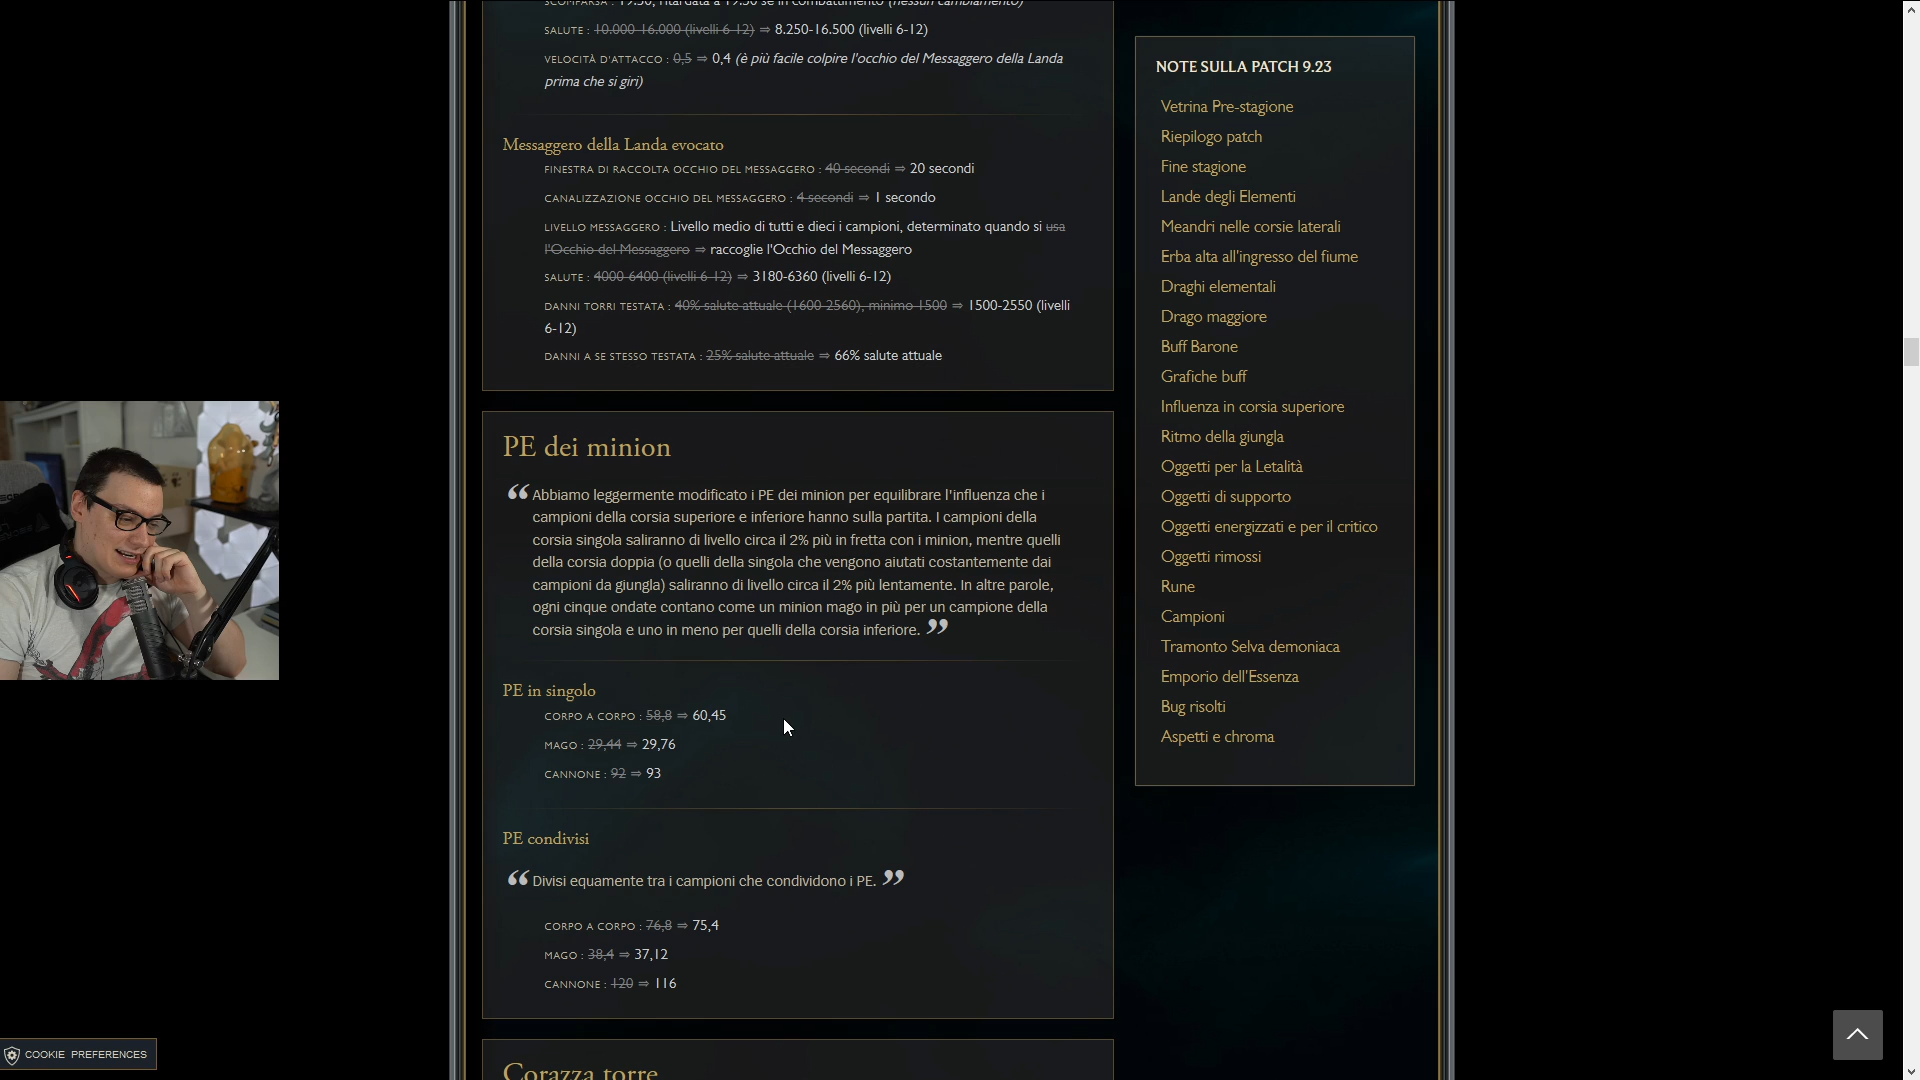 SCOMPARSA : 19:30, ritardata a 19:50 se in combattimento (nessun cambiamento)
SALUTE : 10.000-16.000 (livelli 6-12) ⇒ 8.250-16.500 (livelli 6-12)
VELOCITÀ D'ATTACCO : 0,5 ⇒ 0,4 (è più facile colpire l'occhio del Messaggero della Landa
prima che si giri)
Messaggero della Landa evocato
FINESTRA DI RACCOLTA OCCHIO DEL MESSAGGERO : 40 secondi ⇒ 20 secondi
CANALIZZAZIONE OCCHIO DEL MESSAGGERO : 4 secondi ⇒ 1 secondo
LIVELLO MESSAGGERO : Livello medio di tutti e dieci i campioni, determinato quando si usa
l'Occhio del Messaggero ⇒ raccoglie l'Occhio del Messaggero
SALUTE : 4000-6400 (livelli 6-12) ⇒ 3180-6360 (livelli 6-12)
DANNI TORRI TESTATA : 40% salute attuale (1600-2560), minimo 1500 ⇒ 1500-2550 (livelli
6-12)
DANNI A SE STESSO TESTATA : 25% salute attuale ⇒ 66% salute attuale
PE dei minion
“ Abbiamo leggermente modificato i PE dei minion per equilibrare l'influenza che i
campioni della corsia superiore e inferiore hanno sulla partita. I campioni della
corsia singola saliranno di livello circa il 2% più in fretta con i minion, mentre quelli
della corsia doppia (o quelli della singola che vengono aiutati costantemente dai
campioni da giungla) saliranno di livello circa il 2% più lentamente. In altre parole,
ogni cinque ondate contano come un minion mago in più per un campione della
corsia singola e uno in meno per quelli della corsia inferiore. ”
PE in singolo
CORPO A CORPO : 58,8 ⇒ 60,45
MAGO : 29,44 ⇒ 29,76
CANNONE : 92 ⇒ 93
PE condivisi
“ Divisi equamente tra i campioni che condividono i PE. ”
CORPO A CORPO : 76,8 ⇒ 75,4
MAGO : 38,4 ⇒ 37,12
CANNONE : 120 ⇒ 116
Corazza torre
NOTE SULLA PATCH 9.23
Vetrina Pre-stagione
Riepilogo patch
Fine stagione
Lande degli Elementi
Meandri nelle corsie laterali
Erba alta all'ingresso del fiume
Draghi elementali
Drago maggiore
Buff Barone
Grafiche buff
Influenza in corsia superiore
Ritmo della giungla
Oggetti per la Letalità
Oggetti di supporto
Oggetti energizzati e per il critico
Oggetti rimossi
Rune
Campioni
Tramonto Selva demoniaca
Emporio dell'Essenza
Bug risolti
Aspetti e chroma
COOKIE PREFERENCES